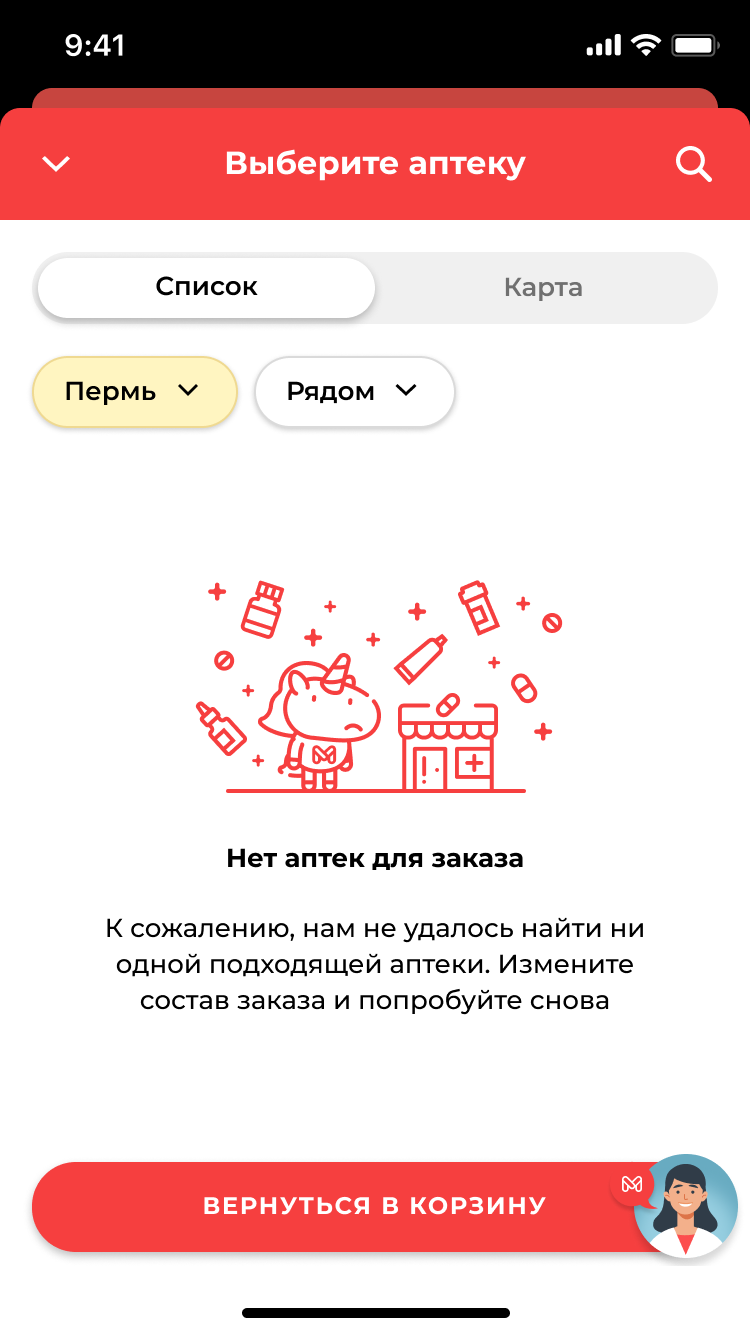 9:41
Выберите аптеку
Список
Карта
Пермь
Рядом
Нет аптек для заказа
К сожалению, нам не удалось найти ни
одной подходящей аптеки. Измените
состав заказа и попробуйте снова
ВЕРНУТЬСЯ В КОРЗИНУ